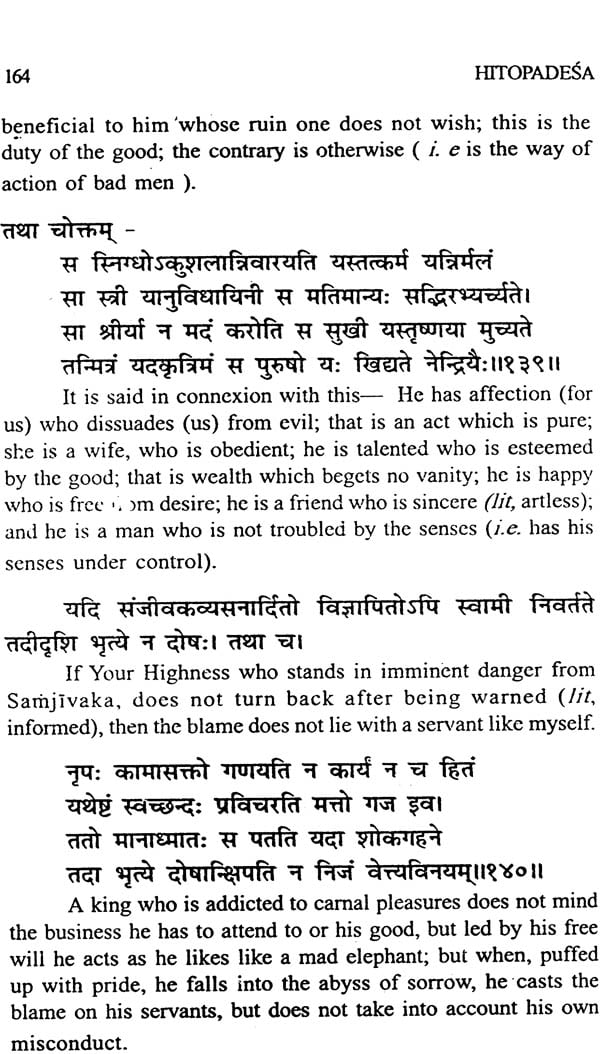 164 HITOPADEŚA
beneficial to him whose ruin one does not wish; this is the
duty of the good; the contrary is otherwise ( i. e is the way of
action of bad men ).
तथा चोक्तम् -
स स्निग्धोऽकुशलान्निवारयति यस्तत्कर्म यन्निर्मलं
सा स्त्री यानुविधायिनी स मतिमान्यः सद्भिरभ्यर्च्यते।
सा श्रीर्या न मदं करोति स सुखी यस्तृष्णया मुच्यते
तन्मित्रं यदकृत्रिमं स पुरुषो यः खिद्यते नेन्द्रियैः॥१३९॥
It is said in connexion with this— He has affection (for
us) who dissuades (us) from evil; that is an act which is pure;
she is a wife, who is obedient; he is talented who is esteemed
by the good; that is wealth which begets no vanity; he is happy
who is free desire; he is a friend who is sincere (lit, artless);
and he is a man who is not troubled by the senses (i.e. has his
senses under control).
यदि संजीवकव्यसनार्दितो विज्ञापितोऽपि स्वामी निवर्तते
तदीदृशि भृत्ये न दोषः। तथा च।
If Your Highness who stands in imminent danger from
Saṁjīvaka, does not turn back after being warned (lit,
informed), then the blame does not lie with a servant like myself.
नृपः कामासक्तो गणयति न कार्यं न च हितं
यथेष्टं स्वच्छन्दः प्रविचरति मत्तो गज इव।
ततो मानाध्मातः स पतति यदा शोकगहने
तदा भृत्ये दोषान्क्षिपति न निजं वेत्त्यविनयम्॥१४०॥
A king who is addicted to carnal pleasures does not mind
the business he has to attend to or his good, but led by his free
will he acts as he likes like a mad elephant; but when, puffed
up with pride, he falls into the abyss of sorrow, he casts the
blame on his servants, but does not take into account his own
misconduct.